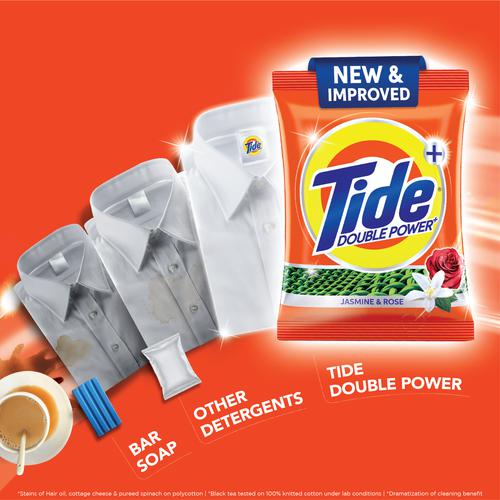 NEW &
IMPROVED
Tide
Tide
DOUBLE POWER+
JASMINE & ROSE
TIDE
DOUBLE POWER
OTHER
DETERGENTS
BAR
SOAP
*Stains of Hair oil, cottage cheese & pureed spinach on polycotton | *Black tea tested on 100% knitted cotton under lab conditions | *Dramatization of cleaning benefit